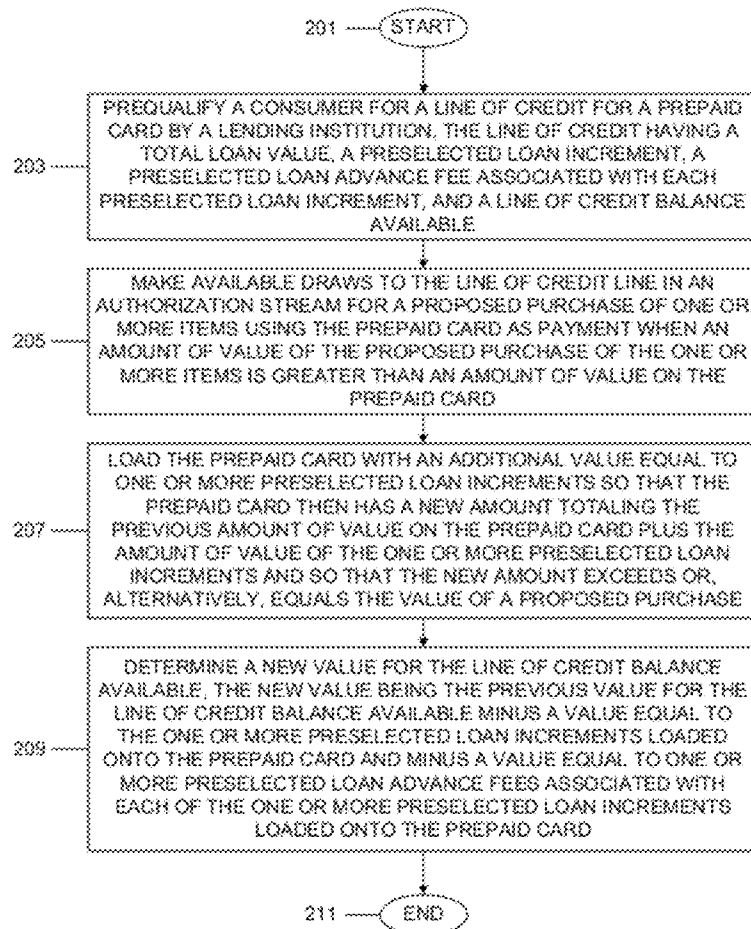 201 START
PREQUALIFY A CONSUMER FOR A LINE OF CREDIT FOR A PREPAID
CARD BY A LENDING INSTITUTION, THE LINE OF CREDIT HAVING A
TOTAL LOAN VALUE, A PRESELECTED LOAN INCREMENT, A
203
PRESELECTED LOAN ADVANCE FEE ASSOCIATED WITH EACH
PRESELECTED LOAN INCREMENT, AND A LINE OF CREDIT BALANCE
AVAILABLE
MAKE AVAILABLE DRAWS TO THE LINE OF CREDIT LINE IN AN
AUTHORIZATION STREAM FOR A PROPOSED PURCHASE OF ONE OR
MORE ITEMS USING THE PREPAID CARD AS PAYMENT WHEN AN
205
AMOUNT OF VALUE OF THE PROPOSED PURCHASE OF THE ONE OR
MORE ITEMS IS GREATER THAN AN AMOUNT OF VALUE ON THE
PREPAID CARD
LOAD THE PREPAID CARD WITH AN ADDITIONAL VALUE EQUAL TO
ONE OR MORE PRESELECTED LOAN INCREMENTS SO THAT THE
PREPAID CARD THEN HAS A NEW AMOUNT TOTALING THE
207 PREVIOUS AMOUNT OF VALUE ON THE PREPAID CARD PLUS THE
AMOUNT OF VALUE OF THE ONE OR MORE PRESELECTED LOAN
INCREMENTS AND SO THAT THE NEW AMOUNT EXCEEDS OR,
ALTERNATIVELY, EQUALS THE VALUE OF A PROPOSED PURCHASE
DETERMINE A NEW VALUE FOR THE LINE OF CREDIT BALANCE
AVAILABLE, THE NEW VALUE BEING THE PREVIOUS VALUE FOR THE
LINE OF CREDIT BALANCE AVAILABLE MINUS A VALUE EQUAL TO
THE ONE OR MORE PRESELECTED LOAN INCREMENTS LOADED
209
ONTO THE PREPAID CARD AND MINUS A VALUE EQUAL TO ONE OR
MORE PRESELECTED LOAN ADVANCE FEES ASSOCIATED WITH
EACH OF THE ONE OR MORE PRESELECTED LOAN INCREMENTS
LOADED ONTO THE PREPAID CARD
211 END